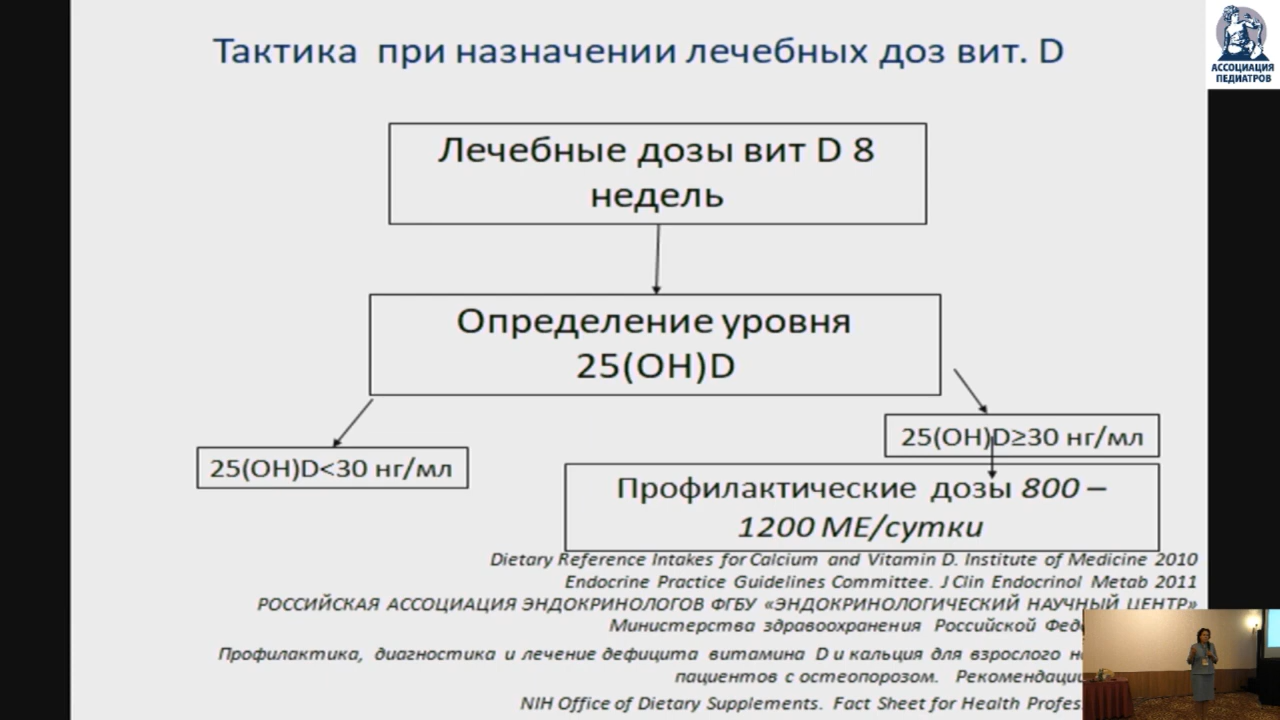 Тактика при назначении лечебных доз вит. D
АССОЦИАЦИЯ
ПЕДИАТРОВ
Лечебные дозы вит D 8
недель
Определение уровня
25(OH)D
25(OH)D<30 нг/мл
25(OH)D≥30 нг/мл
Профилактические дозы 800 –
1200 МЕ/сутки
Dietary Reference Intakes for Calcium and Vitamin D. Institute of Medicine 2010
Endocrine Practice Guidelines Committee. J Clin Endocrinol Metab 2011
РОССИЙСКАЯ АССОЦИАЦИЯ ЭНДОКРИНОЛОГОВ ФГБУ «ЭНДОКРИНОЛОГИЧЕСКИЙ НАУЧНЫЙ ЦЕНТР»
Министерства здравоохранения Российской
Профилактика, диагностика и лечение дефицита витамина D и кальция для взрослого
пациентов с остеопорозом.
NIH Office of Dietary Supplements. Fact Sheet for Health